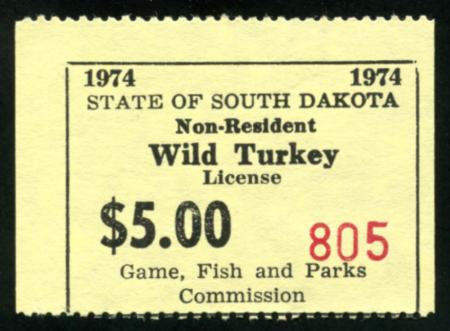 1974 1974
STATE OF SOUTH DAKOTA
Non-Resident
Wild Turkey
License
$5.00 805
Game, Fish and Parks
Commission